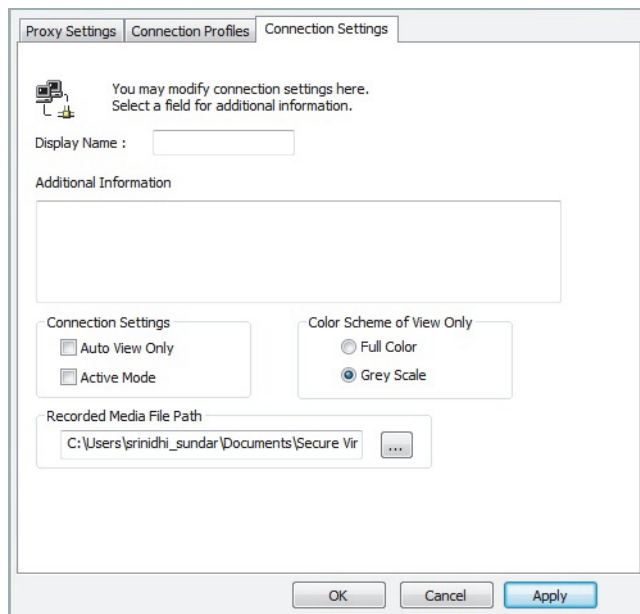 Proxy Settings
Connection Profiles
Connection Settings
You may modify connection settings here.
Select a field for additional information.
Display Name :
Additional Information
Connection Settings
Auto View Only
Active Mode
Color Scheme of View Only
Full Color
Grey Scale
Recorded Media File Path
C:\Users\srinidhi_sundar\Documents\Secure Vir
...
OK
Cancel
Apply